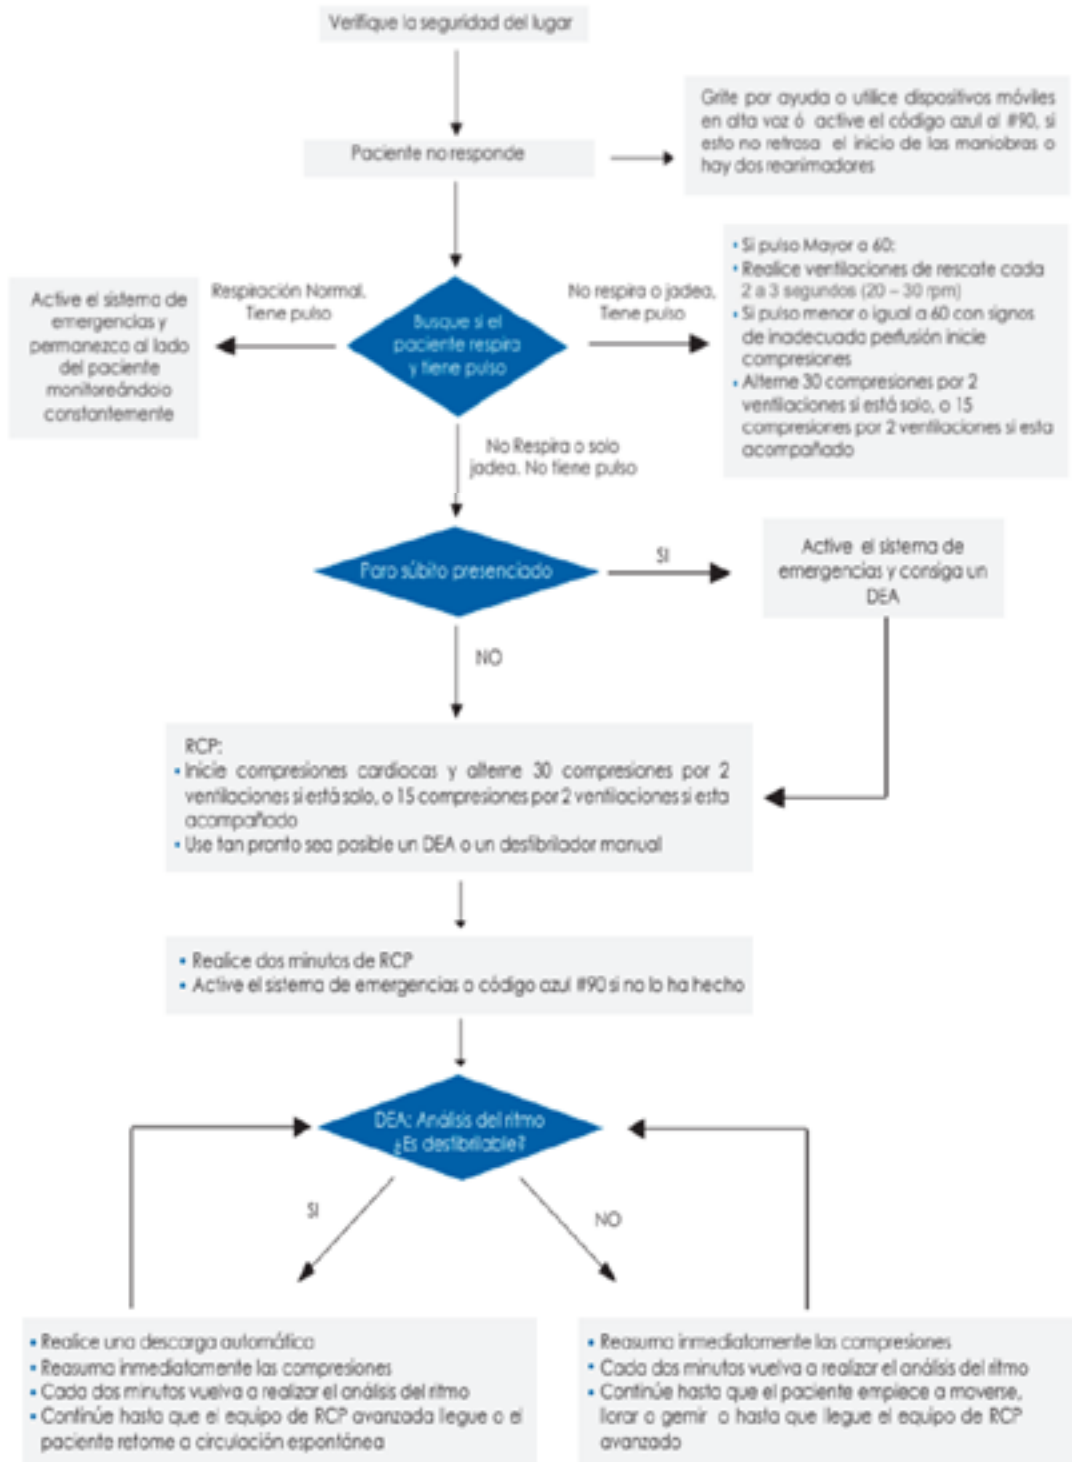 Verifique la seguridad del lugar
Grite por ayuda o utilice dispositivos móviles
en alta voz ó active el código azul al #90, si
esto no retrasa el inicio de las maniobras o
hay dos reanimadores
Paciente no responde
• Si pulso Mayor a 60:
• Realice ventilaciones de rescate cada
2 a 3 segundos (20 – 30 rpm)
• Si pulso menor o igual a 60 con signos
de inadecuada perfusión inicie
compresiones
• Alterne 30 compresiones por 2
ventilaciones si está solo, o 15
compresiones por 2 ventilaciones si esta
acompañado
No respira o jadea,
Tiene pulso
Busque si el
paciente respira
y tiene pulso
Respiración Normal.
Tiene pulso
Active el sistema de
emergencias y
permanezca al lado
del paciente
monitoreándolo
constantemente
No Respira o solo
jadea. No tiene pulso
Paro súbito presenciado
SI
Active el sistema de
emergencias y consiga un
DEA
NO
RCP:
• Inicie compresiones cardiacas y alterne 30 compresiones por 2
ventilaciones si está solo, o 15 compresiones por 2 ventilaciones si esta
acompañado
• Use tan pronto sea posible un DEA o un desfibrilador manual
• Realice dos minutos de RCP
• Active el sistema de emergencias o código azul #90 si no lo ha hecho
DEA: Análisis del ritmo
¿Es desfibrilable?
SI
NO
• Realice una descarga automática
• Reasuma inmediatamente las compresiones
• Cada dos minutos vuelva a realizar el análisis del ritmo
• Continúe hasta que el equipo de RCP avanzada llegue o el
paciente retome a circulación espontánea
• Reasuma inmediatamente las compresiones
• Cada dos minutos vuelva a realizar el análisis del ritmo
• Continúe hasta que el paciente empiece a moverse,
llorar o gemir o hasta que llegue el equipo de RCP
avanzado